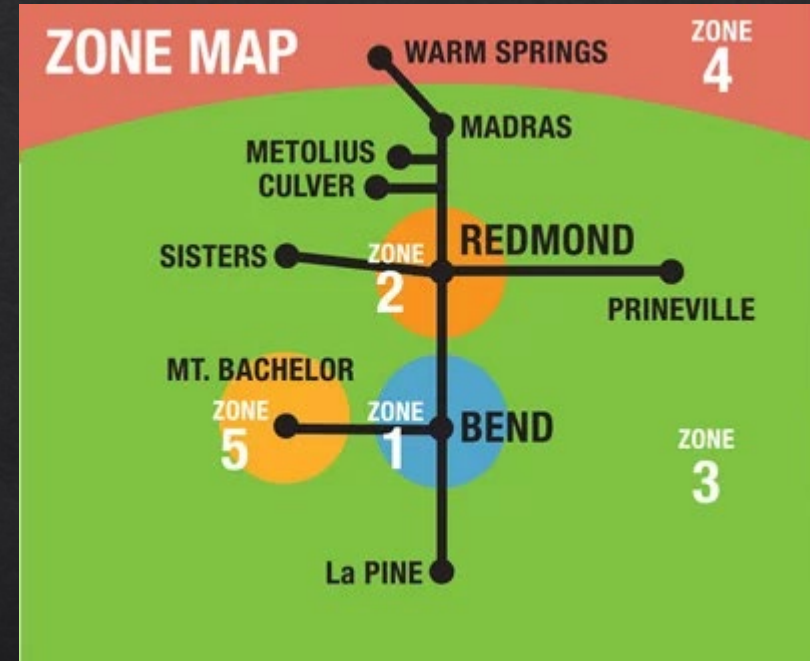 ZONE MAP
WARM SPRINGS
ZONE
4
MADRAS
METOLIUS
CULVER
REDMOND
SISTERS
ZONE
2
PRINEVILLE
MT. BACHELOR
ZONE
5
ZONE
1
BEND
ZONE
3
La PINE